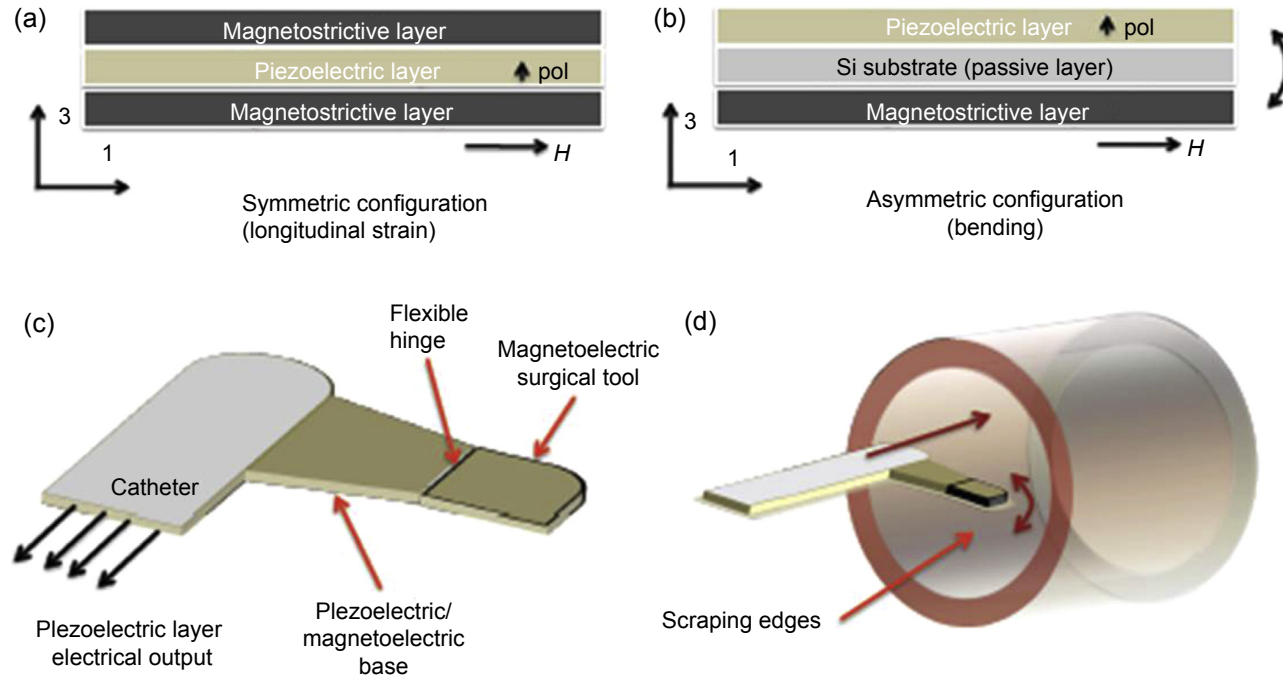 (a)
Magnetostrictive layer
Piezoelectric layer
pol
Magnetostrictive layer
3
1
H
Symmetric configuration
(longitudinal strain)
(b)
Piezoelectric layer
pol
Si substrate (passive layer)
Magnetostrictive layer
3
1
H
Asymmetric configuration
(bending)
(c)
Flexible
hinge
Magnetoelectric
surgical tool
Catheter
Piezoelectric layer
electrical output
Plezoelectric/
magnetoelectric
base
(d)
Scraping edges